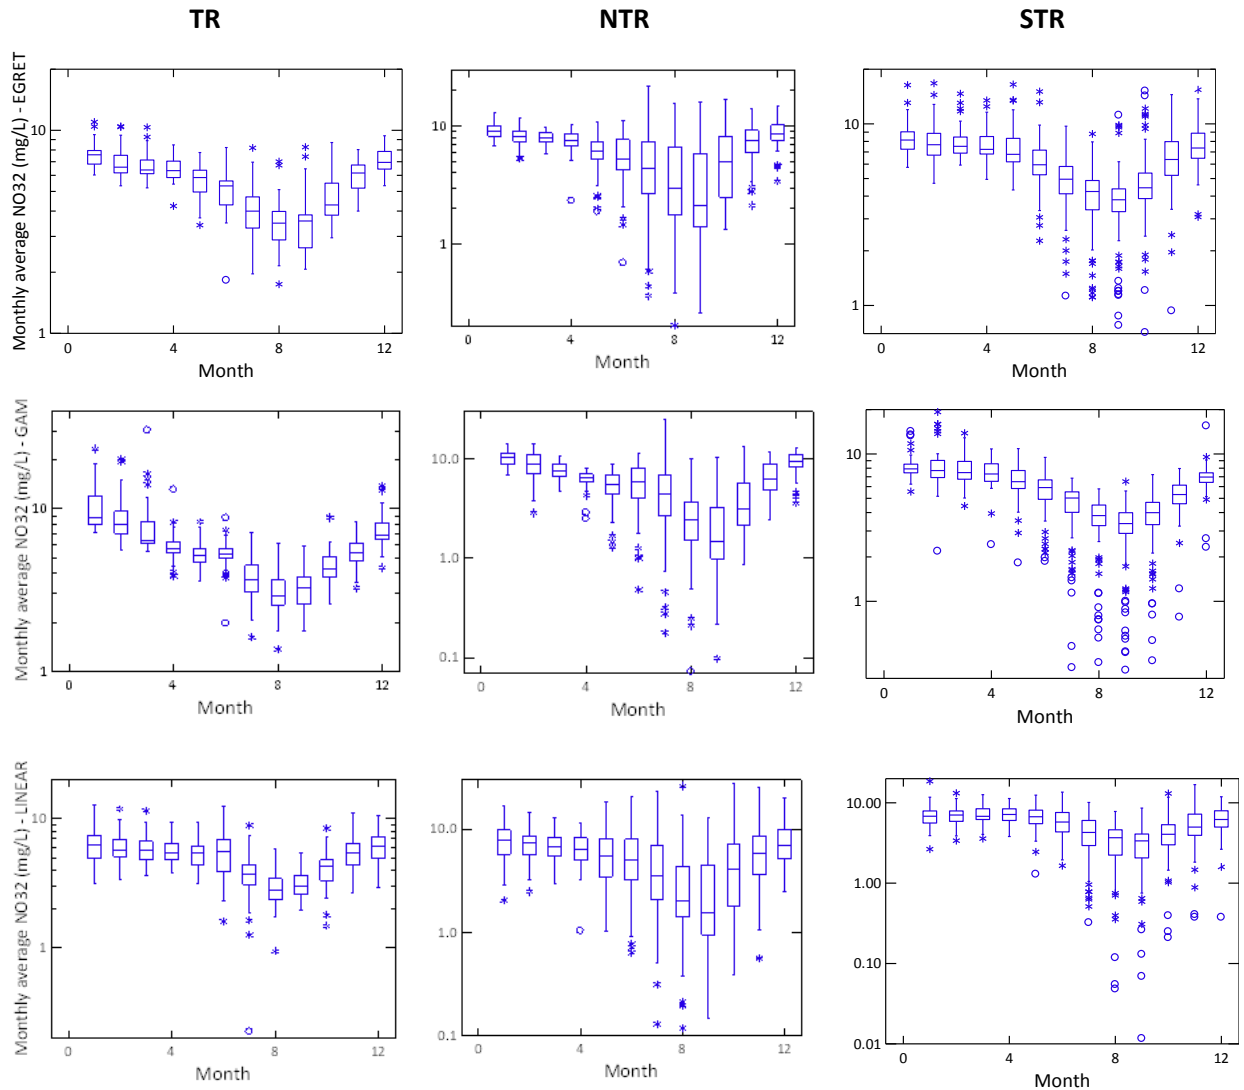 TR NTR STR
Monthly average NO32 (mg/L) - EGRET
10
1
0 4 8 12
Month
10
1
0 4 8 12
Month
10
1
0 4 8 12
Month
Monthly average NO32 (mg/L) - GAM
10
1
0 4 8 12
Month
10.0
1.0
0.1
0 4 8 12
Month
10
1
0 4 8 12
Month
Monthly average NO32 (mg/L) - LINEAR
10
1
0 4 8 12
Month
10.0
1.0
0.1
0 4 8 12
Month
10.00
1.00
0.10
0.01
0 4 8 12
Month